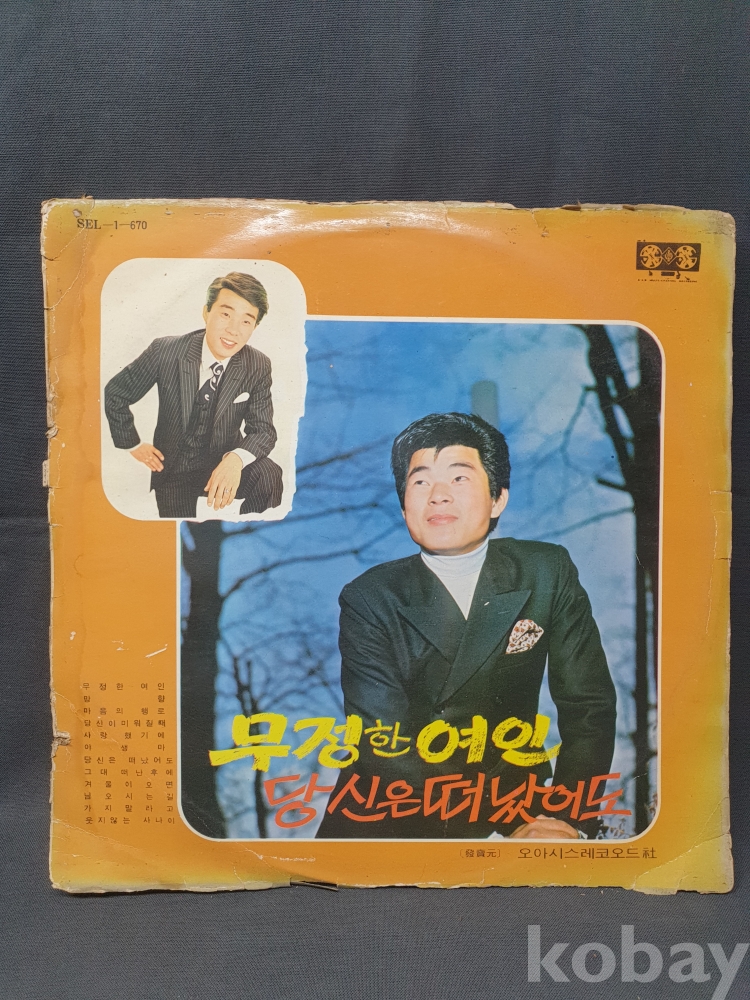 SEL-1-670
무정한 여인
망향
마음의 행로
당신이 미워질때
사랑했기에
야생마
당신은 떠났어도
그대 떠난후에
겨울이 오면
님 오시는길
가지말라고
웃지않는 사나이
무정한 여인
당신은 떠났어도
(發賣元) 오아시스레코오드社
kobay